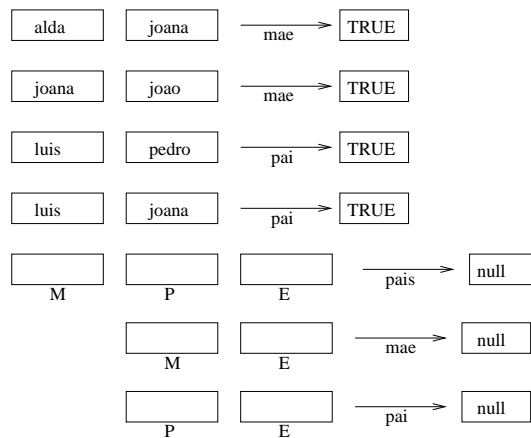 alda joana mae TRUE
joana joao mae TRUE
luis pedro pai TRUE
luis joana pai TRUE
pais null
M P E
mae null
M E
pai null
P E